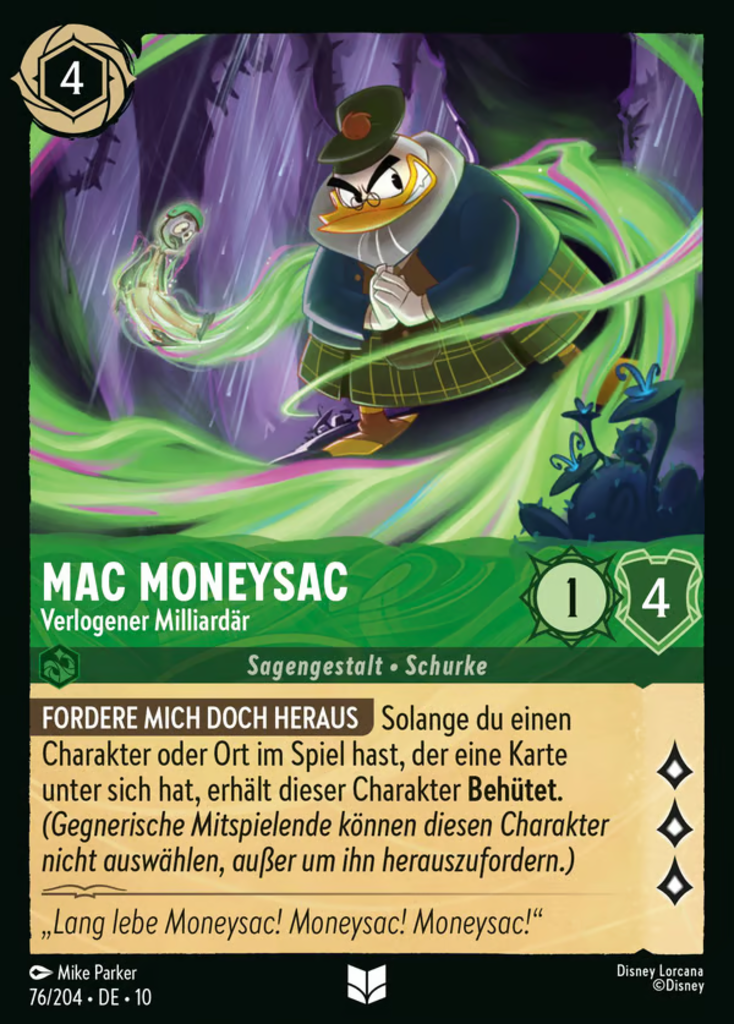 4
MAC MONEYSAC
Verlogener Milliardär
1
4
Sagengestalt • Schurke
FORDERE MICH DOCH HERAUS Solange du einen
Charakter oder Ort im Spiel hast, der eine Karte
unter sich hat, erhält dieser Charakter Behütet.
(Gegnerische Mitspielende können diesen Charakter
nicht auswählen, außer um ihn herauszufordern.)
„Lang lebe Moneysac! Moneysac! Moneysac!“
Mike Parker
76/204 • DE • 10
Disney Lorcana
©Disney